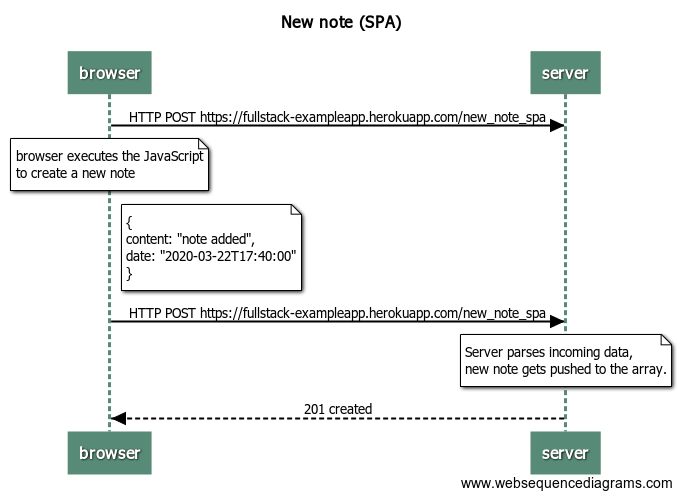 New note (SPA)
browser
server
HTTP POST https://fullstack-exampleapp.herokuapp.com/new_note_spa
browser executes the JavaScript
to create a new note
{
content: "note added",
date: "2020-03-22T17:40:00"
}
HTTP POST https://fullstack-exampleapp.herokuapp.com/new_note_spa
Server parses incoming data,
new note gets pushed to the array.
201 created
browser
server
www.websequencediagrams.com